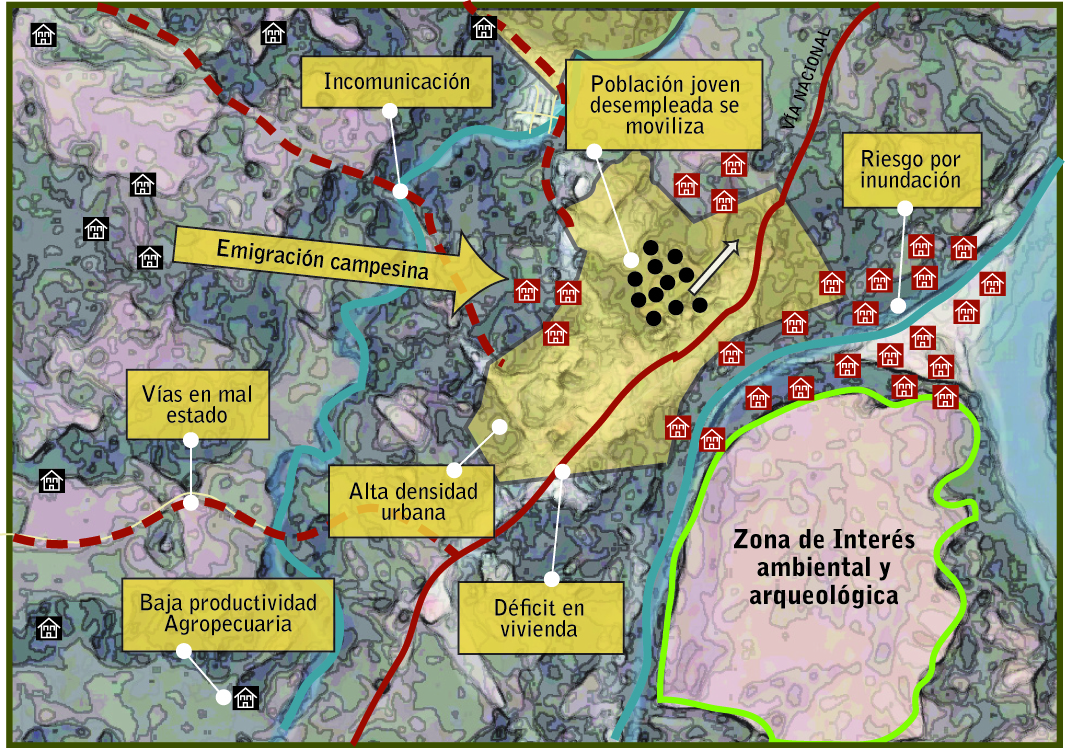 Incomunicación
Población joven
desempleada se
moviliza
VÍA NACIONAL
Riesgo por
inundación
Emigración campesina
Vías en mal
estado
Alta densidad
urbana
Zona de Interés
ambiental y
arqueológica
Baja productividad
Agropecuaria
Déficit en
vivienda